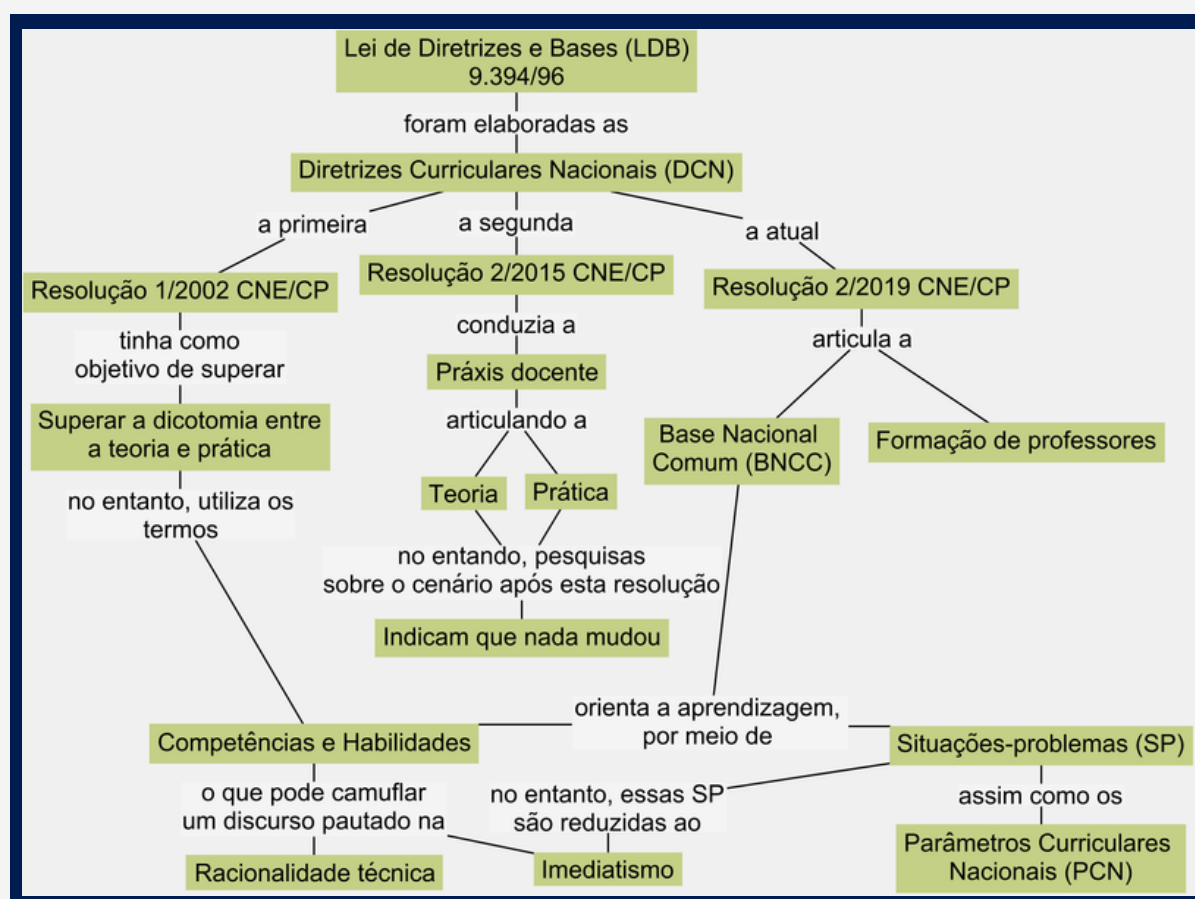 Lei de Diretrizes e Bases (LDB)
9.394/96
foram elaboradas as
Diretrizes Curriculares Nacionais (DCN)
a primeira
a segunda
a atual
Resolução 1/2002 CNE/CP
Resolução 2/2015 CNE/CP
Resolução 2/2019 CNE/CP
tinha como
objetivo de superar
conduzia a
articula a
Superar a dicotomia entre
a teoria e prática
Práxis docente
articulando a
Base Nacional
Comum (BNCC)
Formação de professores
no entanto, utiliza os
termos
Teoria
Prática
no entando, pesquisas
sobre o cenário após esta resolução
Indicam que nada mudou
orienta a aprendizagem,
por meio de
Competências e Habilidades
Situações-problemas (SP)
o que pode camuflar
um discurso pautado na
no entanto, essas SP
são reduzidas ao
assim como os
Racionalidade técnica
Imediatismo
Parâmetros Curriculares
Nacionais (PCN)